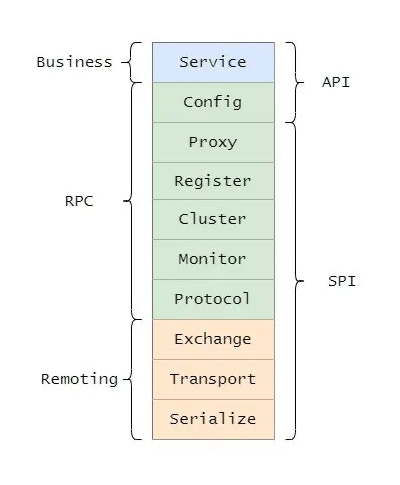 Business
Service
API
Config
Proxy
Register
RPC
Cluster
Monitor
SPI
Protocol
Exchange
Remoting
Transport
Serialize